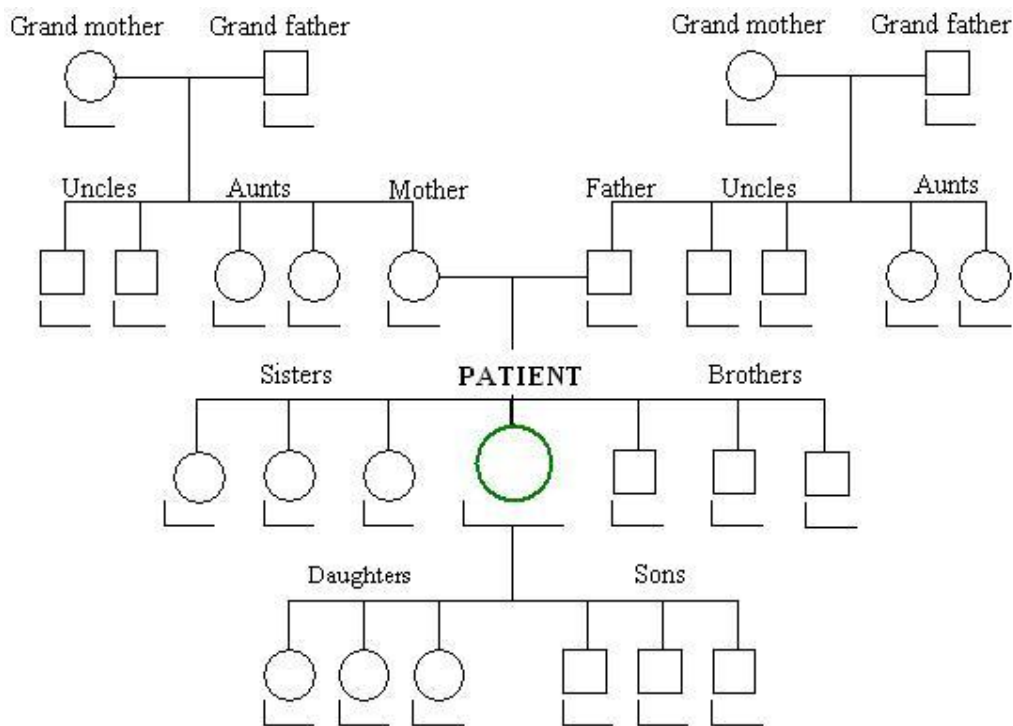 Grand mother Grand father Grand mother Grand father
Uncles Aunts Mother Father Uncles Aunts
Sisters PATIENT Brothers
Daughters Sons